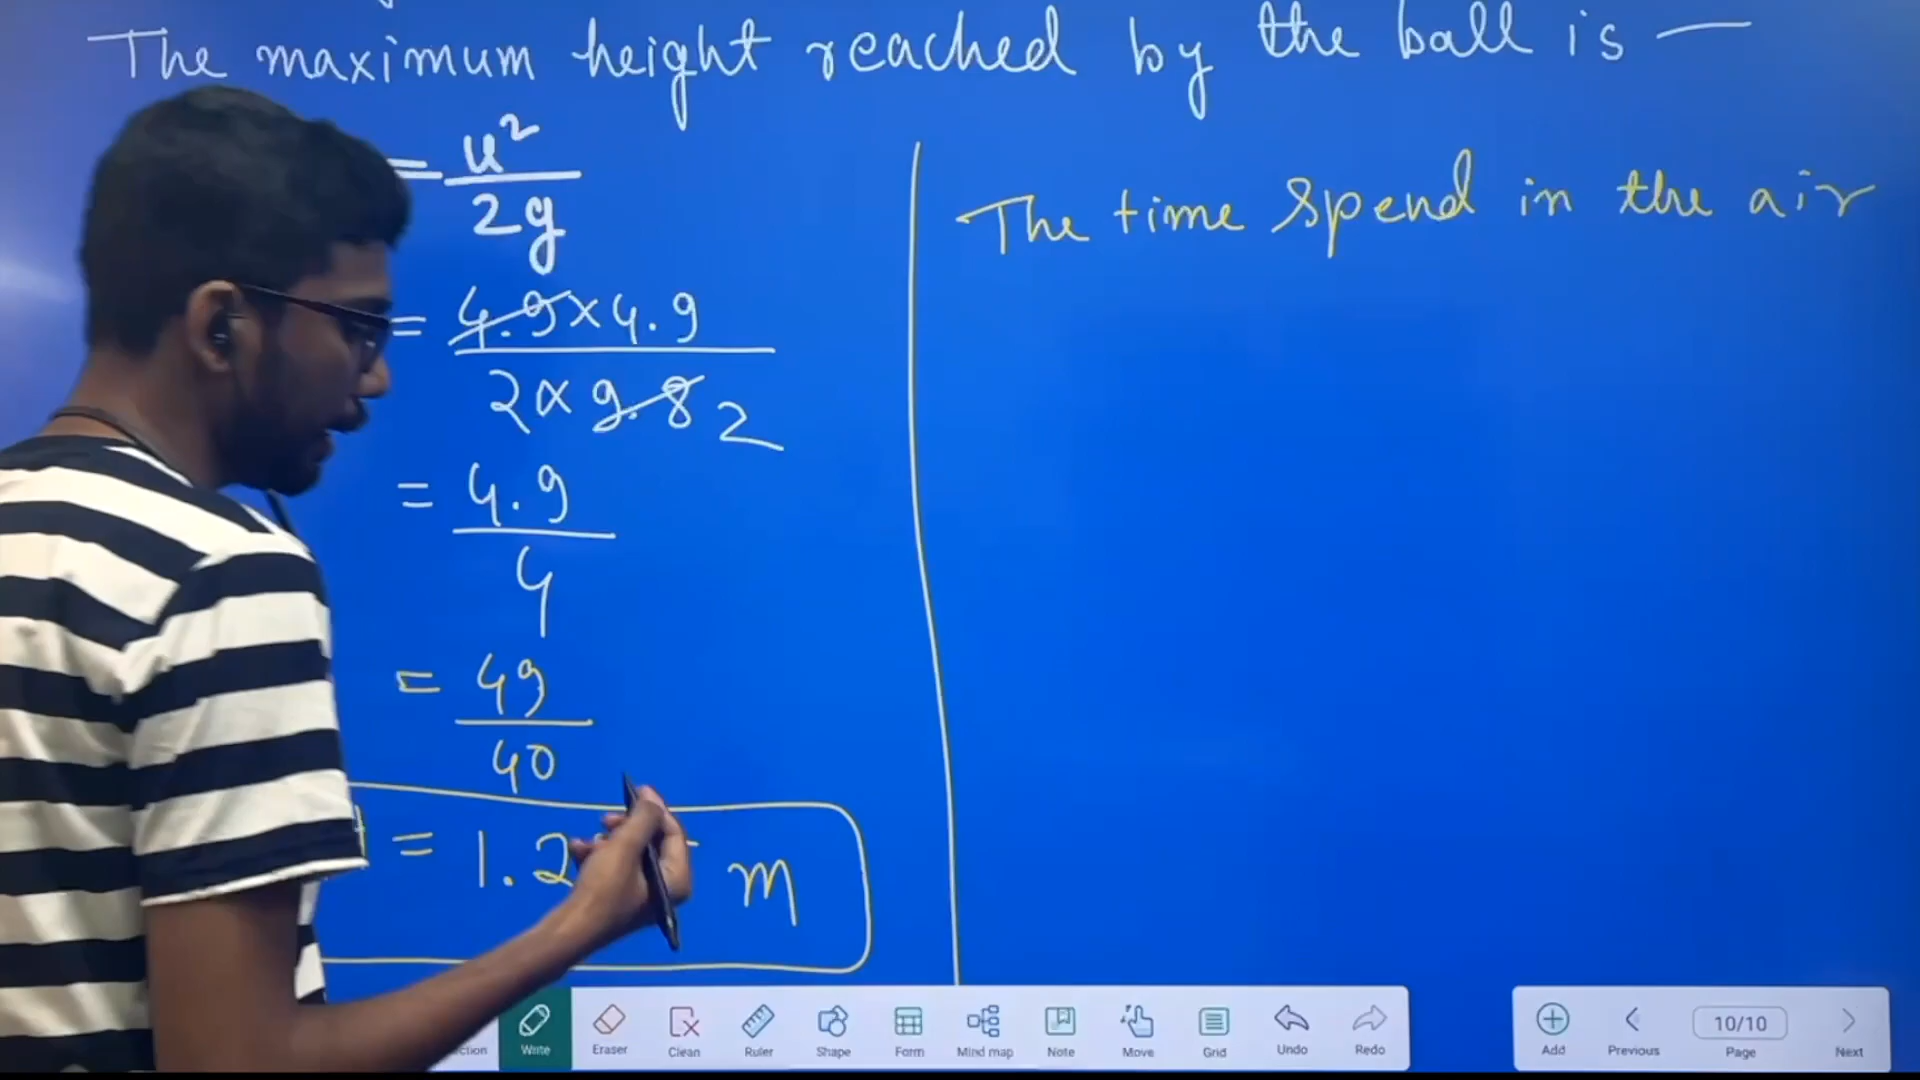 The maximum height reached by the ball is —
= u²
2g
= 4.9×4.9
2×9.8 2
= 4.9
4
= 49
40
= 1.2
m
The time spend in the air
Write
Eraser
Clean
Ruler
Shape
Form
Mind map
Note
Move
Grid
Undo
Redo
Add
Previous
10/10
Page
Next